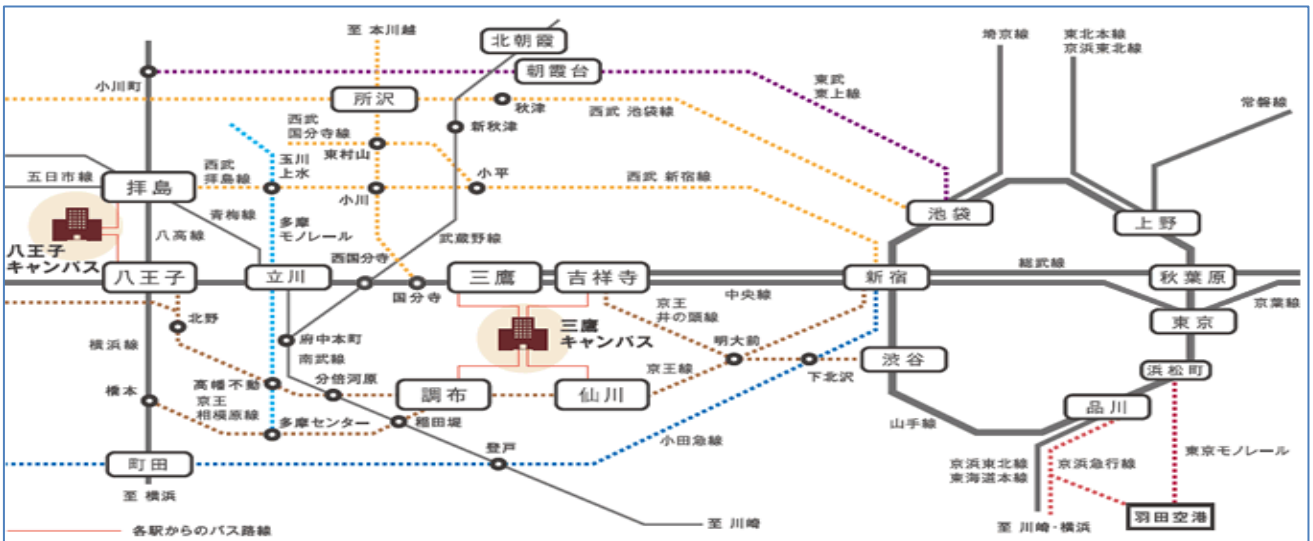 至 本川越
北朝霞
埼京線
東北本線
京浜東北線
小川町
朝霞台
東武
東上線
所沢
秋津
西武 池袋線
常磐線
西武
国分寺線
新秋津
東村山
玉川
上水
小平
五日市線
拝島
西武
拝島線
小川
西武 新宿線
池袋
上野
青梅線
多摩
モノレール
八高線
武蔵野線
八王子
キャンパス
西国分寺
八王子
立川
国分寺
三鷹
吉祥寺
新宿
総武線
秋葉原
中央線
京葉線
北野
京王
井の頭線
東京
横浜線
府中本町
三鷹
キャンパス
明大前
南武線
京王線
下北沢
渋谷
浜松町
高幡不動
分倍河原
橋本
京王
相模原線
調布
仙川
品川
多摩センター
稲田堤
山手線
小田急線
登戸
町田
京浜東北線
東海道本線
京浜急行線
東京モノレール
至 横浜
至 川崎
至 川崎・横浜
羽田空港
各駅からのバス路線